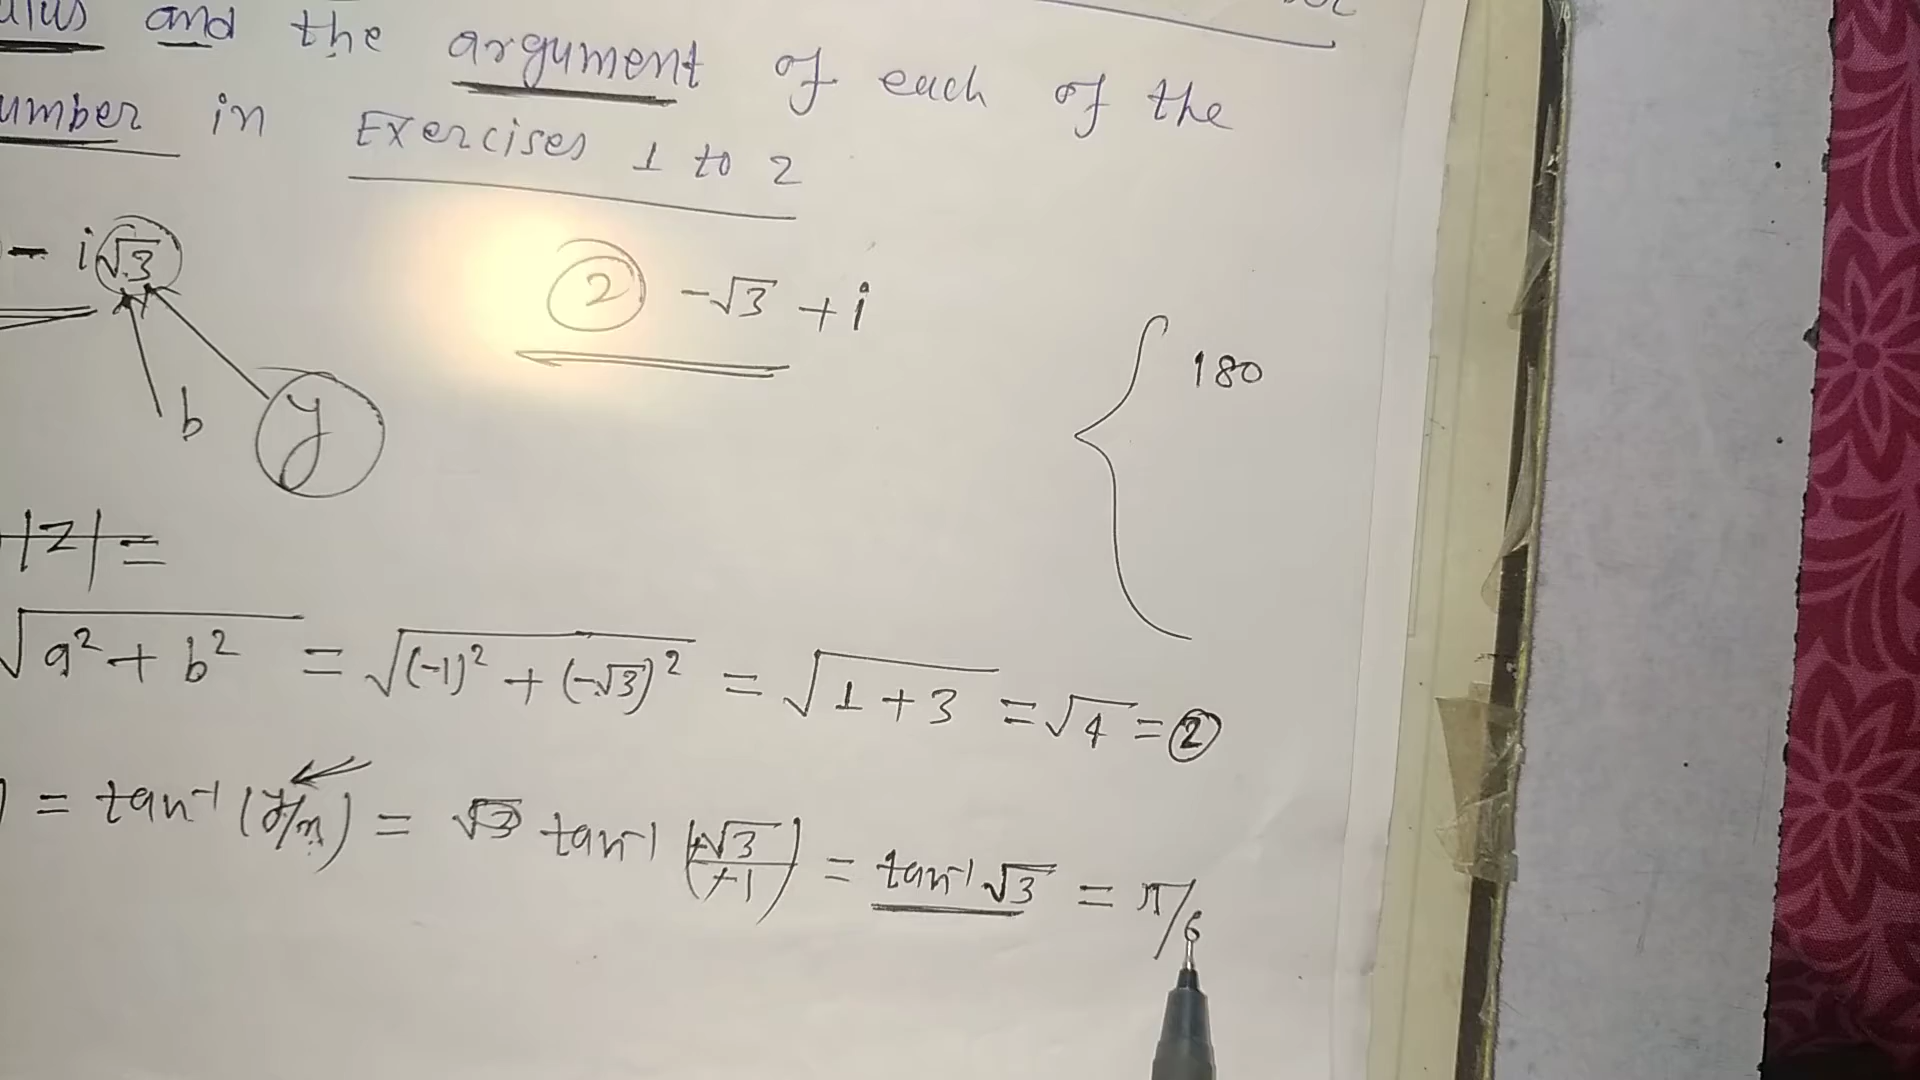 and the argument of each of the
umber in Exercises 1 to 2
- i√3
② -√3 + i
180
b
y
|z| =
√a² + b² = √(-1)² + (-√3)² = √1 + 3 = √4 = ②
= tan⁻¹ (y/x) = √3 tan⁻¹ (+√3/+1) = tan⁻¹ √3 = π/6